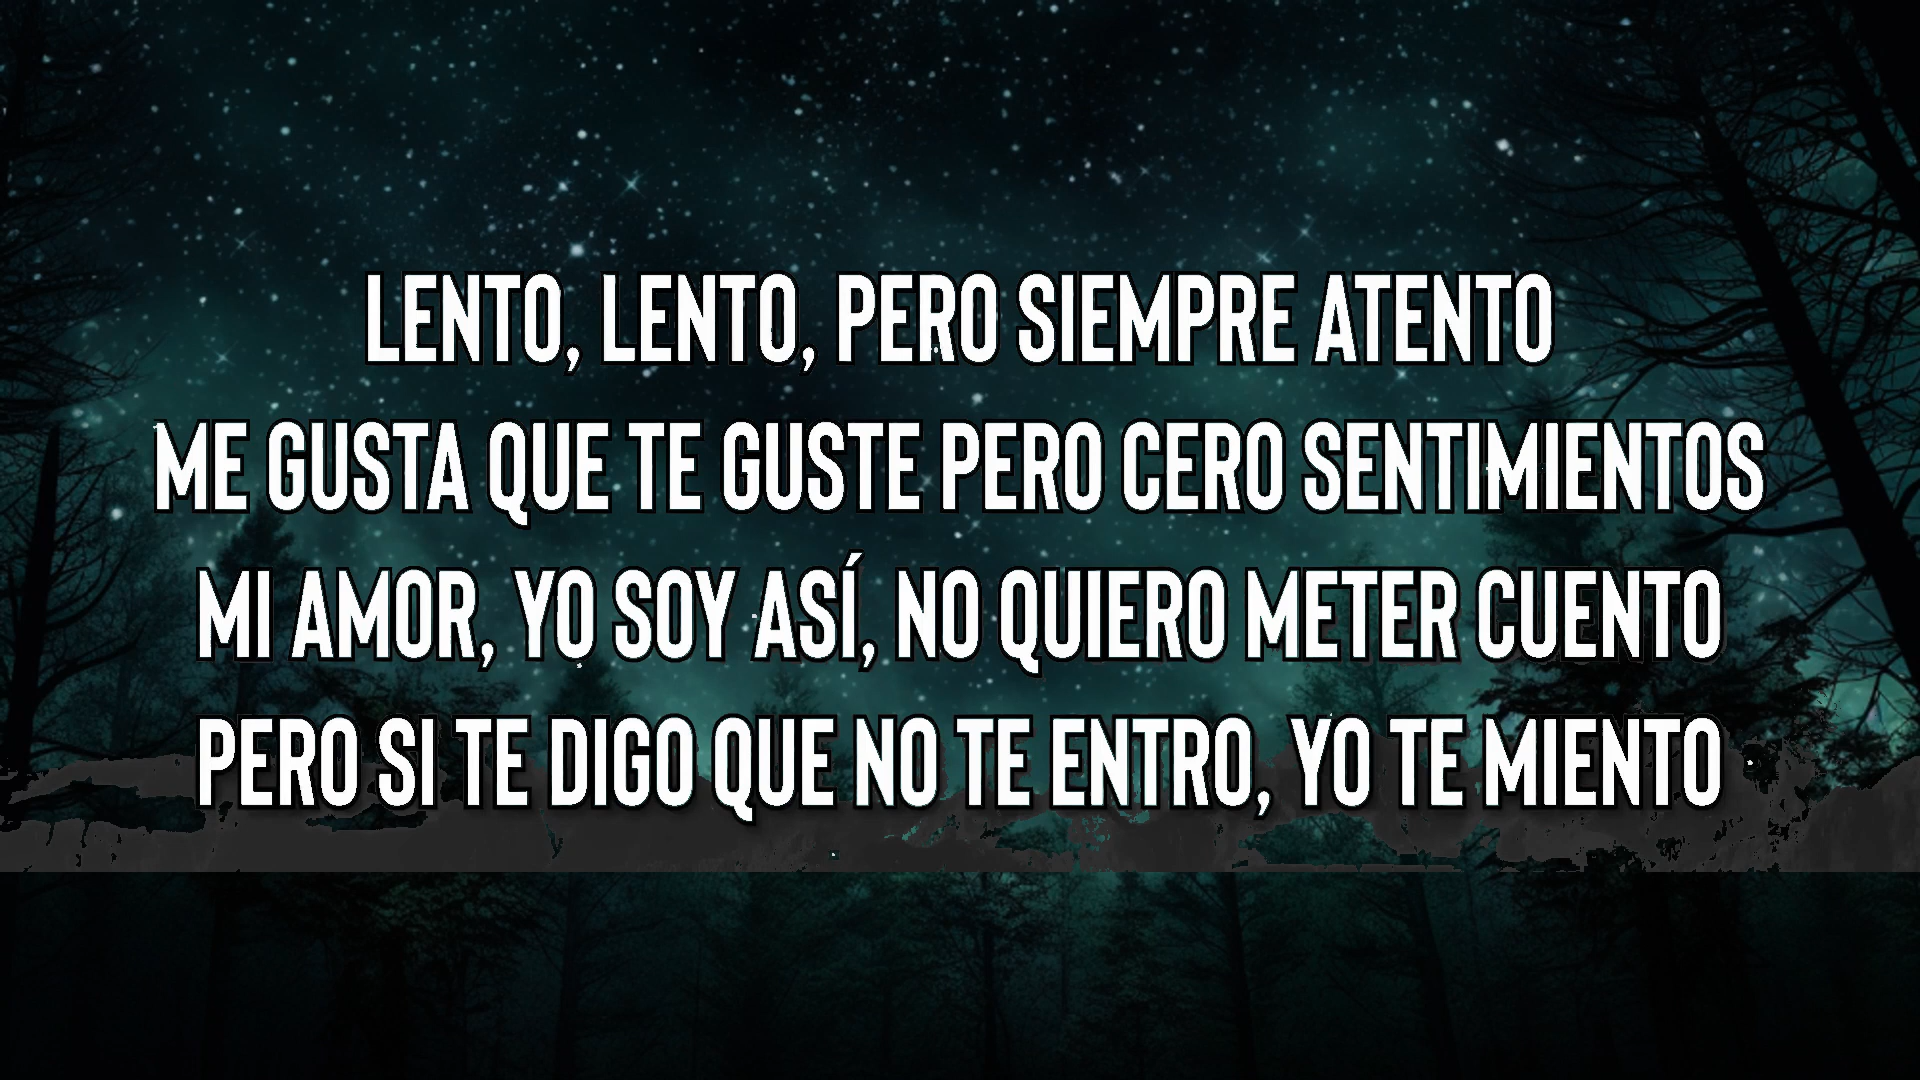 LENTO, LENTO, PERO SIEMPRE ATENTO
ME GUSTA QUE TE GUSTE PERO CERO SENTIMIENTOS
MI AMOR, YO SOY ASÍ, NO QUIERO METER CUENTO
PERO SI TE DIGO QUE NO TE ENTRO, YO TE MIENTO